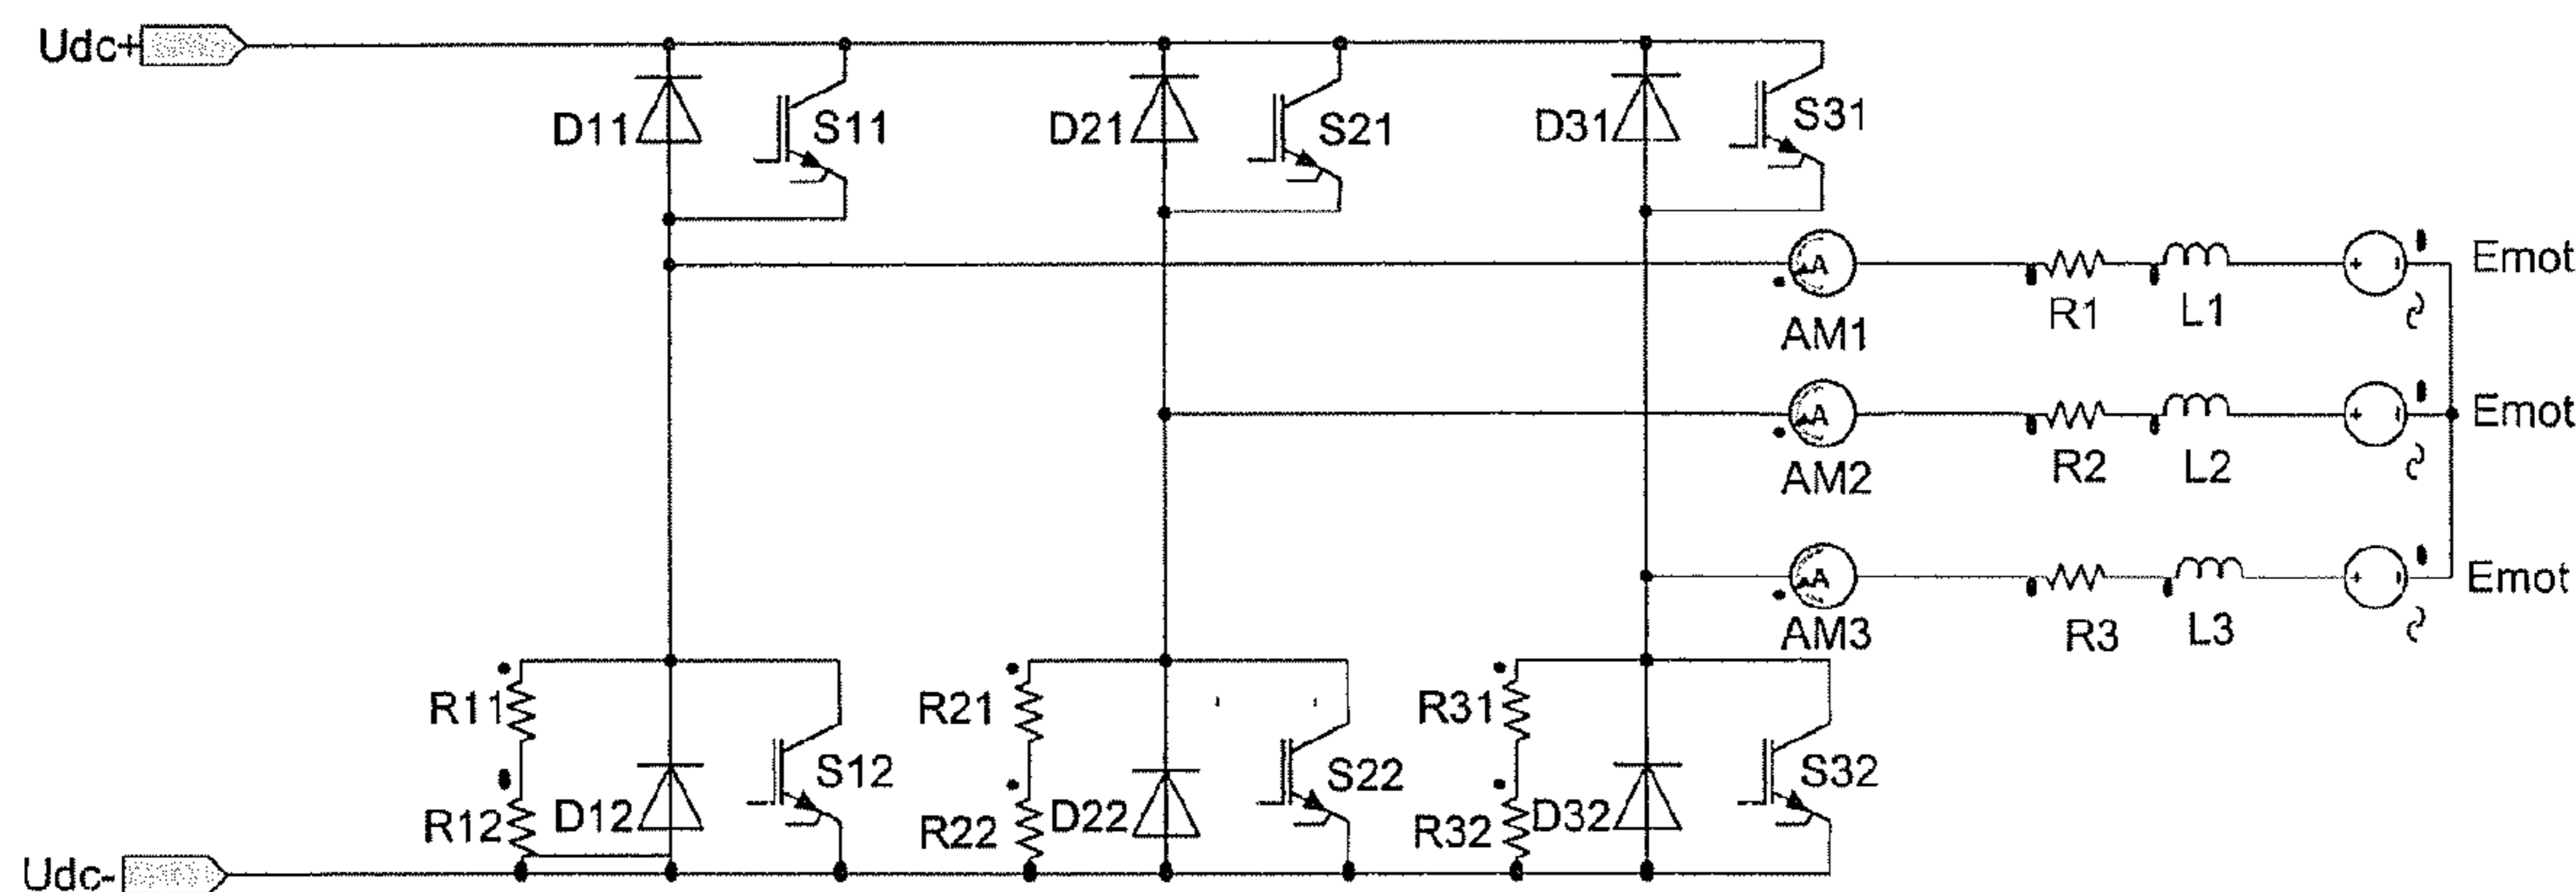 Udc+
D11
S11
D21
S21
D31
S31
A
Emot
AM1
R1
L1
A
Emot
AM2
R2
L2
A
Emot
AM3
R3
L3
R11
R21
R31
R12
D12
S12
R22
D22
S22
R32
D32
S32
Udc-